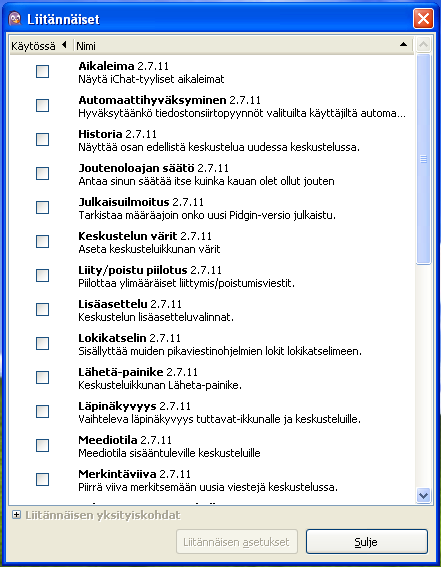 Liitännäiset
Käytössä Nimi
Aikaleima 2.7.11
Näytä iChat-tyyliset aikaleimat
Automaattihyväksyminen 2.7.11
Hyväksytäänkö tiedostonsiirtopyynnöt valituilta käyttäjiltä automa...
Historia 2.7.11
Näyttää osan edellistä keskustelua uudessa keskustelussa.
Joutenoloajan säätö 2.7.11
Antaa sinun säätää itse kuinka kauan olet ollut jouten
Julkaisuilmoitus 2.7.11
Tarkistaa määräajoin onko uusi Pidgin-versio julkaistu.
Keskustelun värit 2.7.11
Aseta keskusteluikkunan värit
Liity/poistu piilotus 2.7.11
Piilottaa ylimääräiset liittymis/poistumisviestit.
Lisäasettelu 2.7.11
Keskustelun lisäasetteluvalinnat.
Lokikatselin 2.7.11
Sisällyttää muiden pikaviestinohjelmien lokit lokikatselimeen.
Lähetä-painike 2.7.11
Keskusteluikkunan Läheta-painike.
Läpinäkyvyys 2.7.11
Vaihteleva läpinäkyvyys tuttavat-ikkunalle ja keskusteluille.
Meediotila 2.7.11
Meediotila sisääntuleville keskusteluille
Merkintäviiva 2.7.11
Piirrä viiva merkitsemään uusia viestejä keskustelussa.
Liitännäisen yksityiskohdat
Liitännäisen asetukset Sulje